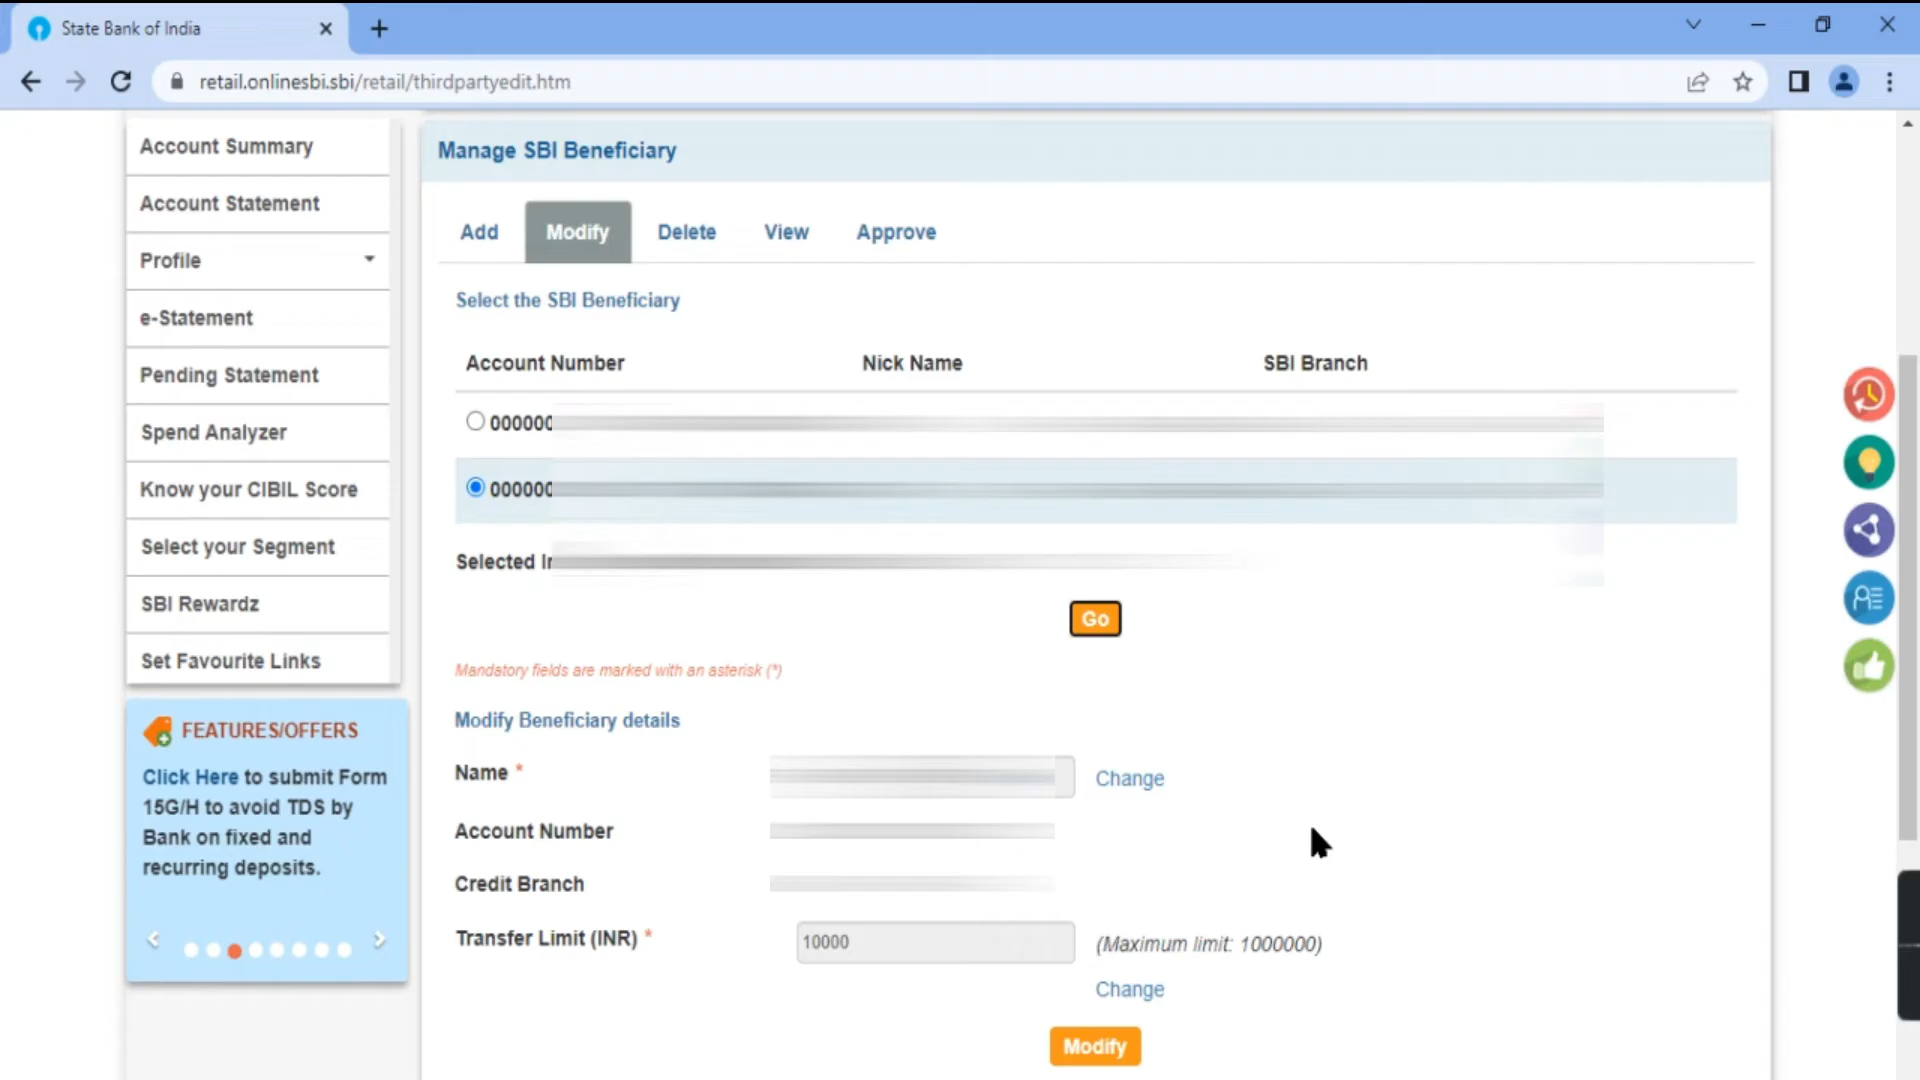 State Bank of India
retail.onlinesbi.sbi/retail/thirdpartyedit.htm
Account Summary
Account Statement
Profile
e-Statement
Pending Statement
Spend Analyzer
Know your CIBIL Score
Select your Segment
SBI Rewardz
Set Favourite Links
FEATURES/OFFERS
Click Here to submit Form
15G/H to avoid TDS by
Bank on fixed and
recurring deposits.
Manage SBI Beneficiary
Add Modify Delete View Approve
Select the SBI Beneficiary
Account Number Nick Name SBI Branch
000000
000000
Selected
Go
Mandatory fields are marked with an asterisk (*)
Modify Beneficiary details
Name * Change
Account Number
Credit Branch
Transfer Limit (INR) * 10000 (Maximum limit: 1000000)
Change
Modify